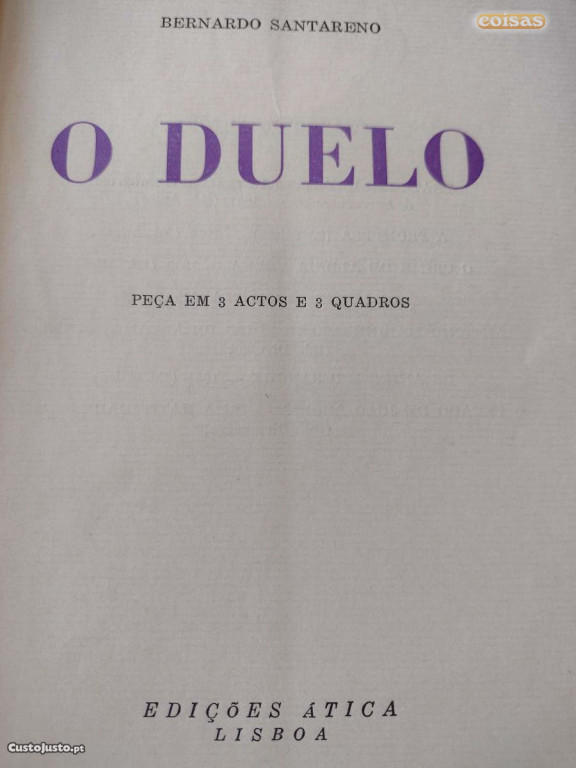 BERNARDO SANTARENO
coisas
O DUELO
PEÇA EM 3 ACTOS E 3 QUADROS
EDIÇÕES ÁTICA
LISBOA
CustoJusto.pt